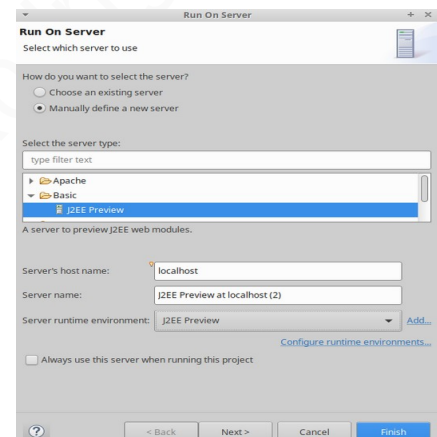 Run On Server
Run On Server
Select which server to use
How do you want to select the server?
Choose an existing server
Manually define a new server
Select the server type:
type filter text
Apache
Basic
J2EE Preview
A server to preview J2EE web modules.
Server's host name: localhost
Server name: J2EE Preview at localhost (2)
Server runtime environment: J2EE Preview Add...
Configure runtime environments...
Always use this server when running this project
? < Back Next > Cancel Finish